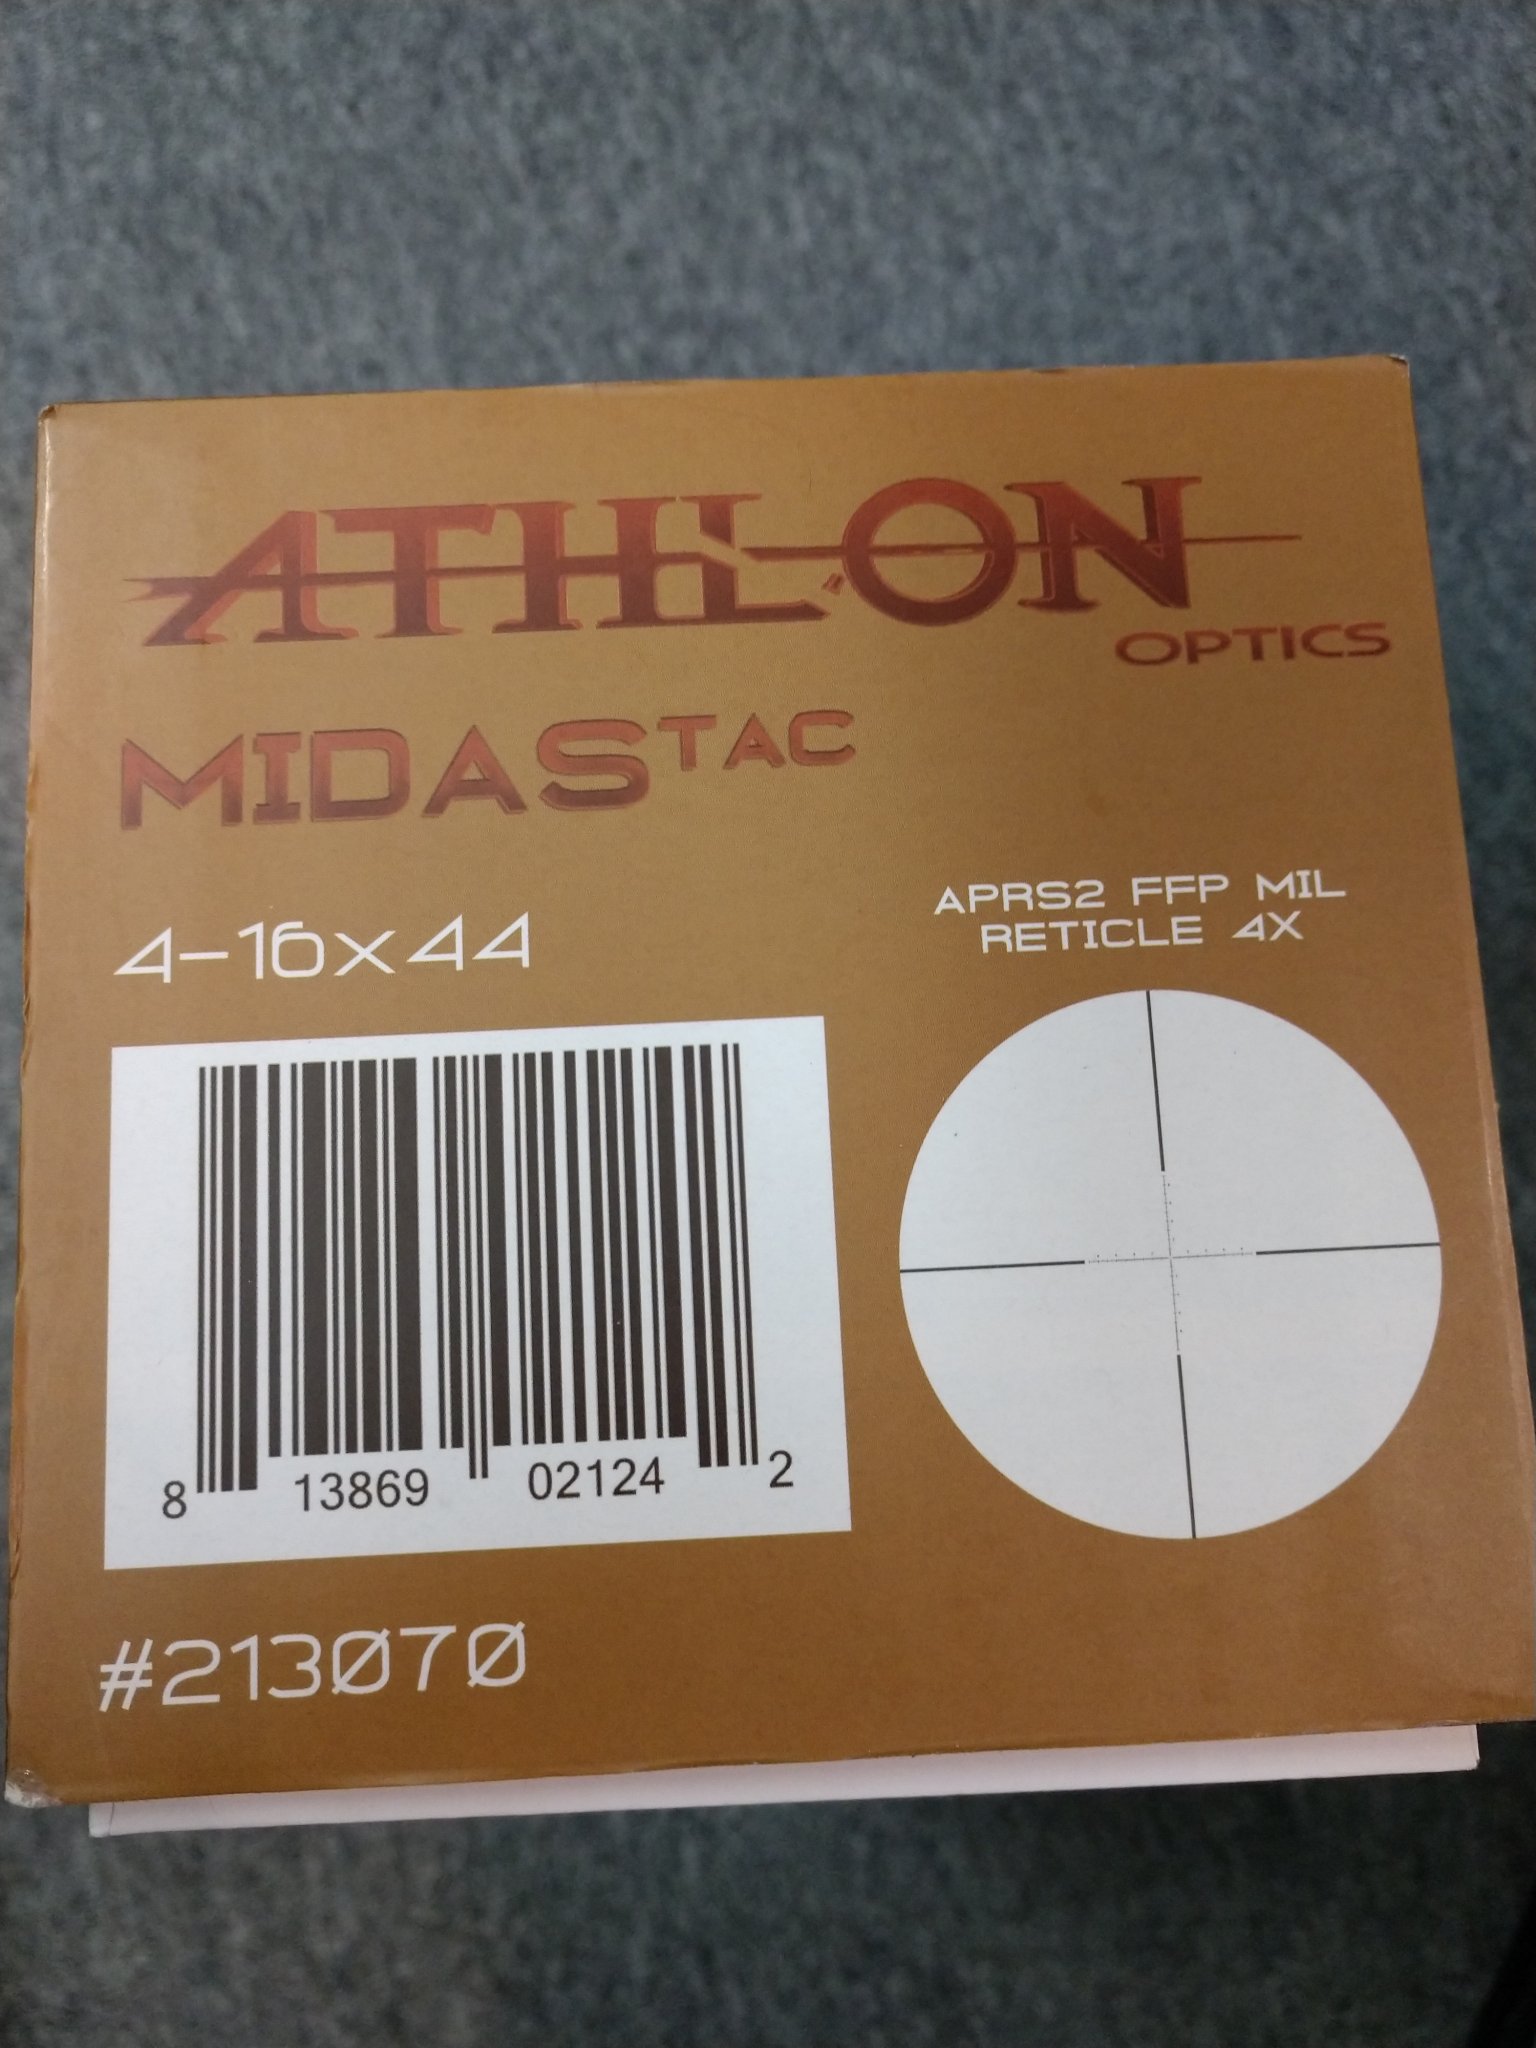 ATHLON
OPTICS
MIDAS TAC
4-16x44
APRS2 FFP MIL
RETICLE 4X
8 13869 02124 2
#213070